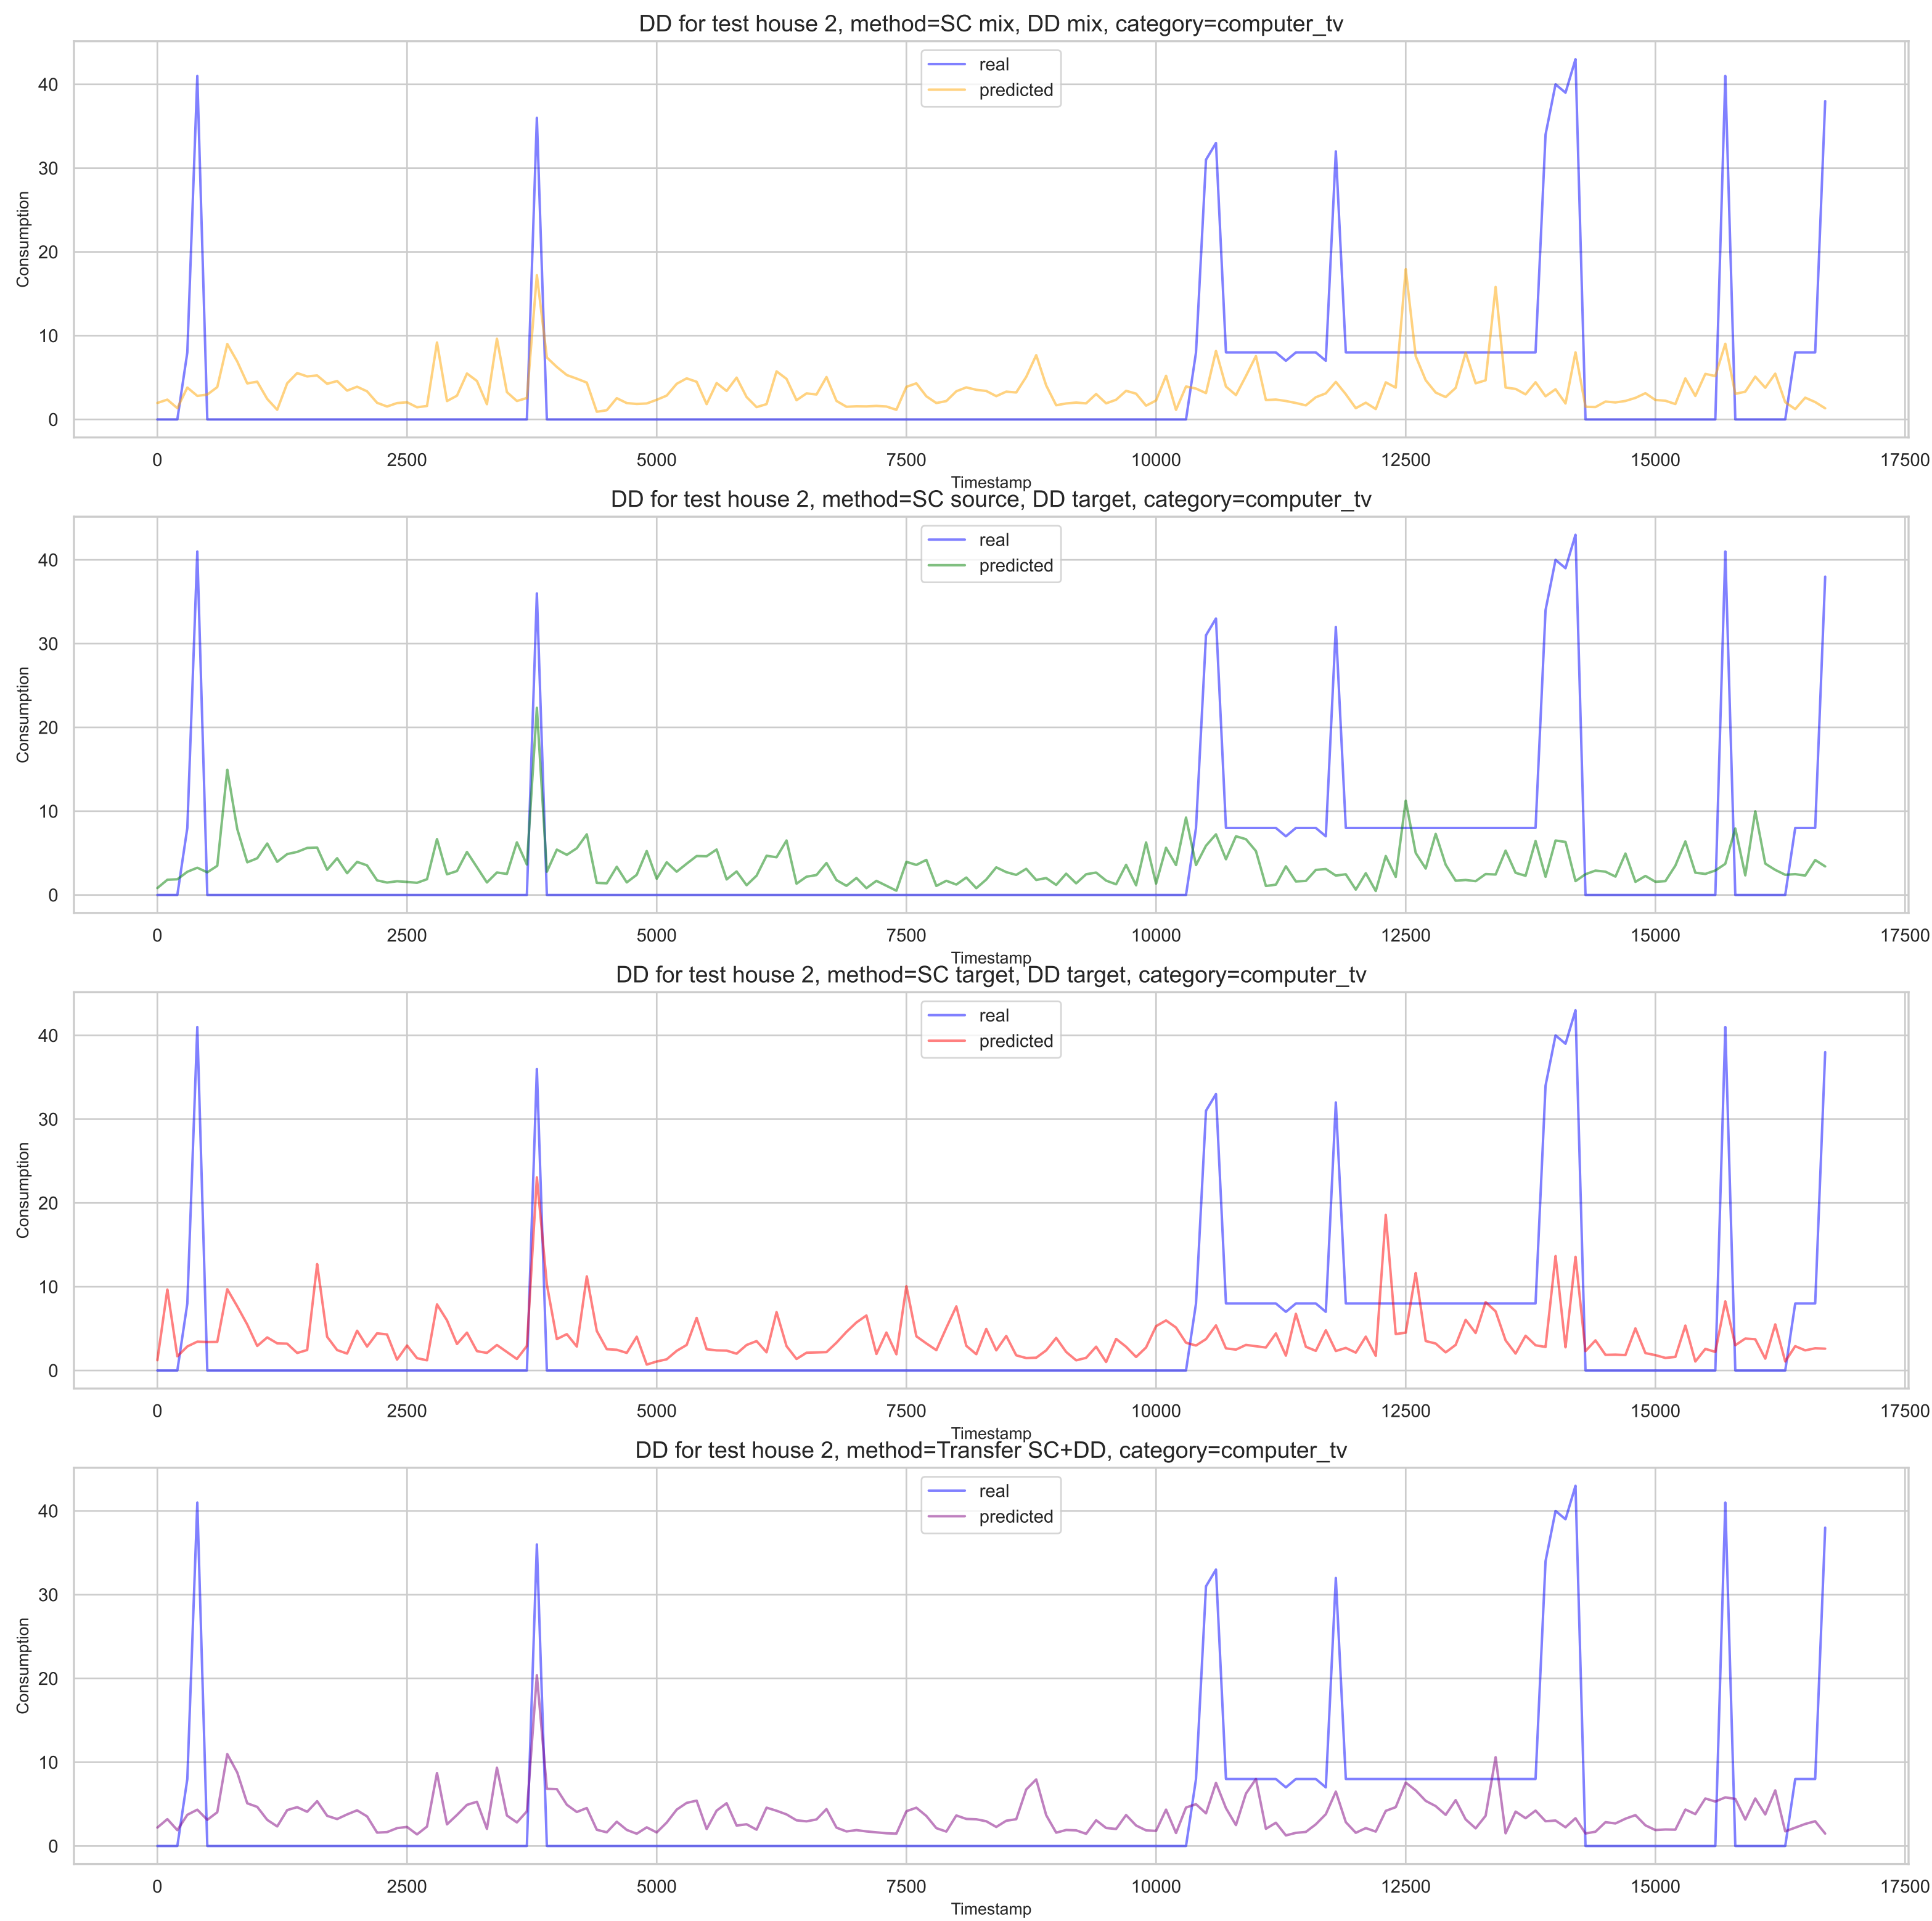 DD for test house 2, method=SC mix, DD mix, category=computer_tv
real
predicted
40
30
20
10
0
Consumption
0 2500 5000 7500 10000 12500 15000 17500
Timestamp
DD for test house 2, method=SC source, DD target, category=computer_tv
real
predicted
40
30
20
10
0
Consumption
0 2500 5000 7500 10000 12500 15000 17500
Timestamp
DD for test house 2, method=SC target, DD target, category=computer_tv
real
predicted
40
30
20
10
0
Consumption
0 2500 5000 7500 10000 12500 15000 17500
Timestamp
DD for test house 2, method=Transfer SC+DD, category=computer_tv
real
predicted
40
30
20
10
0
Consumption
0 2500 5000 7500 10000 12500 15000 17500
Timestamp